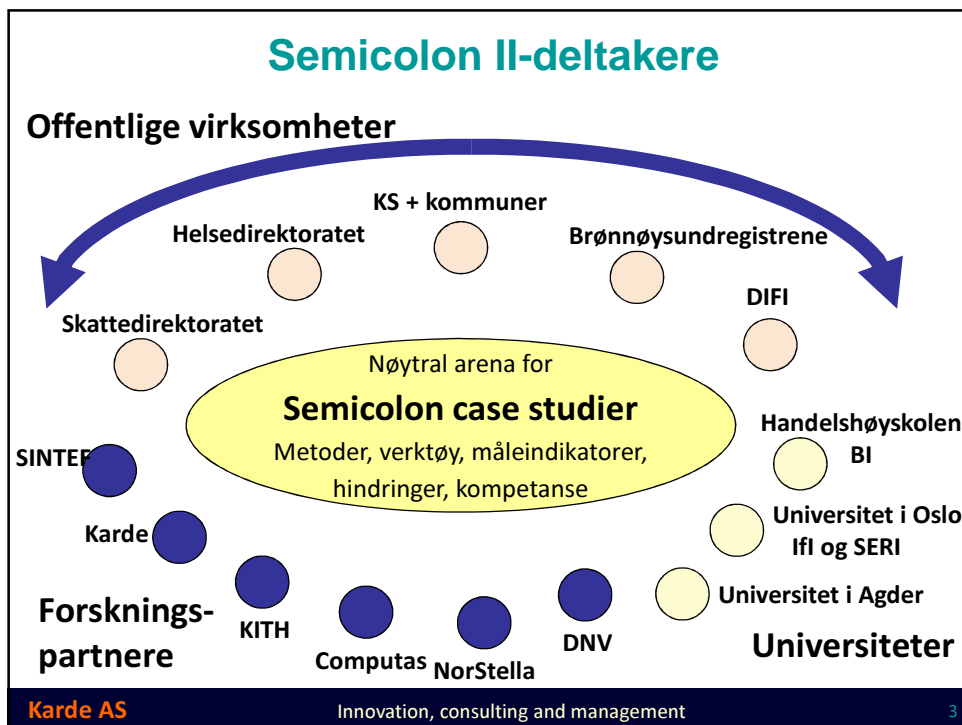 Semicolon II-deltakere
Offentlige virksomheter
KS + kommuner
Helsedirektoratet
Brønnøysundregistrene
DIFI
Skattedirektoratet
Nøytral arena for
Semicolon case studier
Metoder, verktøy, måleindikatorer,
hindringer, kompetanse
Handelshøyskolen
BI
SINTEF
Karde
Universitet i Oslo
IfI og SERI
Universitet i Agder
KITH
Computas
NorStella
DNV
Forsknings-
partnere
Universiteter
Karde AS
Innovation, consulting and management
3